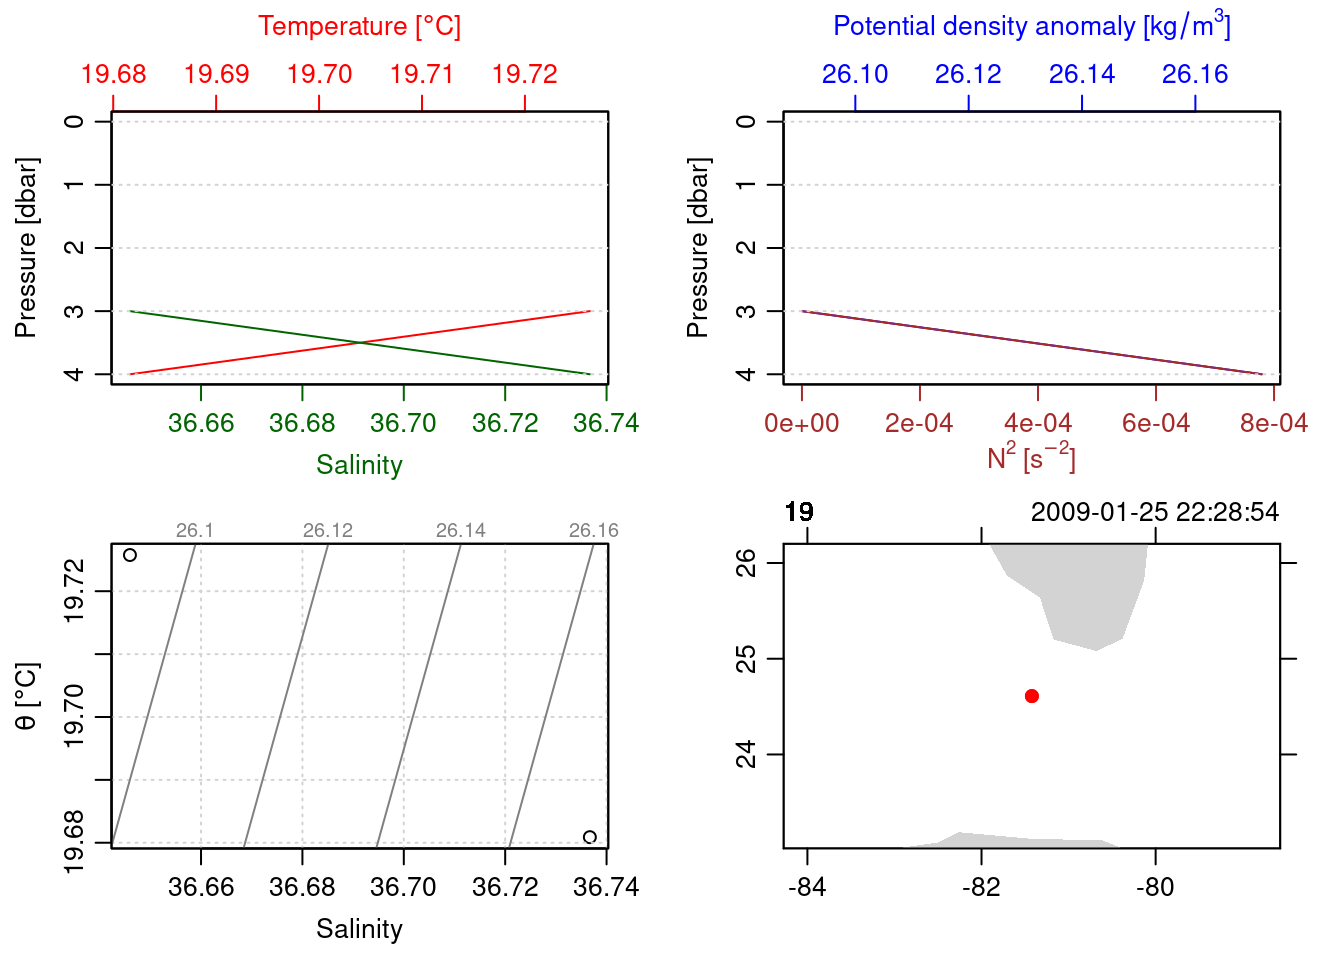 Temperature [°C]
19.68 19.69 19.70 19.71 19.72
Pressure [dbar]
0
1
2
3
4
36.66 36.68 36.70 36.72 36.74
Salinity
Potential density anomaly [kg/m³]
26.10 26.12 26.14 26.16
Pressure [dbar]
0
1
2
3
4
0e+00 2e-04 4e-04 6e-04 8e-04
N² [s⁻²]
26.1 26.12 26.14 26.16
θ [°C]
19.72
19.70
19.68
36.66 36.68 36.70 36.72 36.74
Salinity
19 2009-01-25 22:28:54
26
25
24
-84 -82 -80